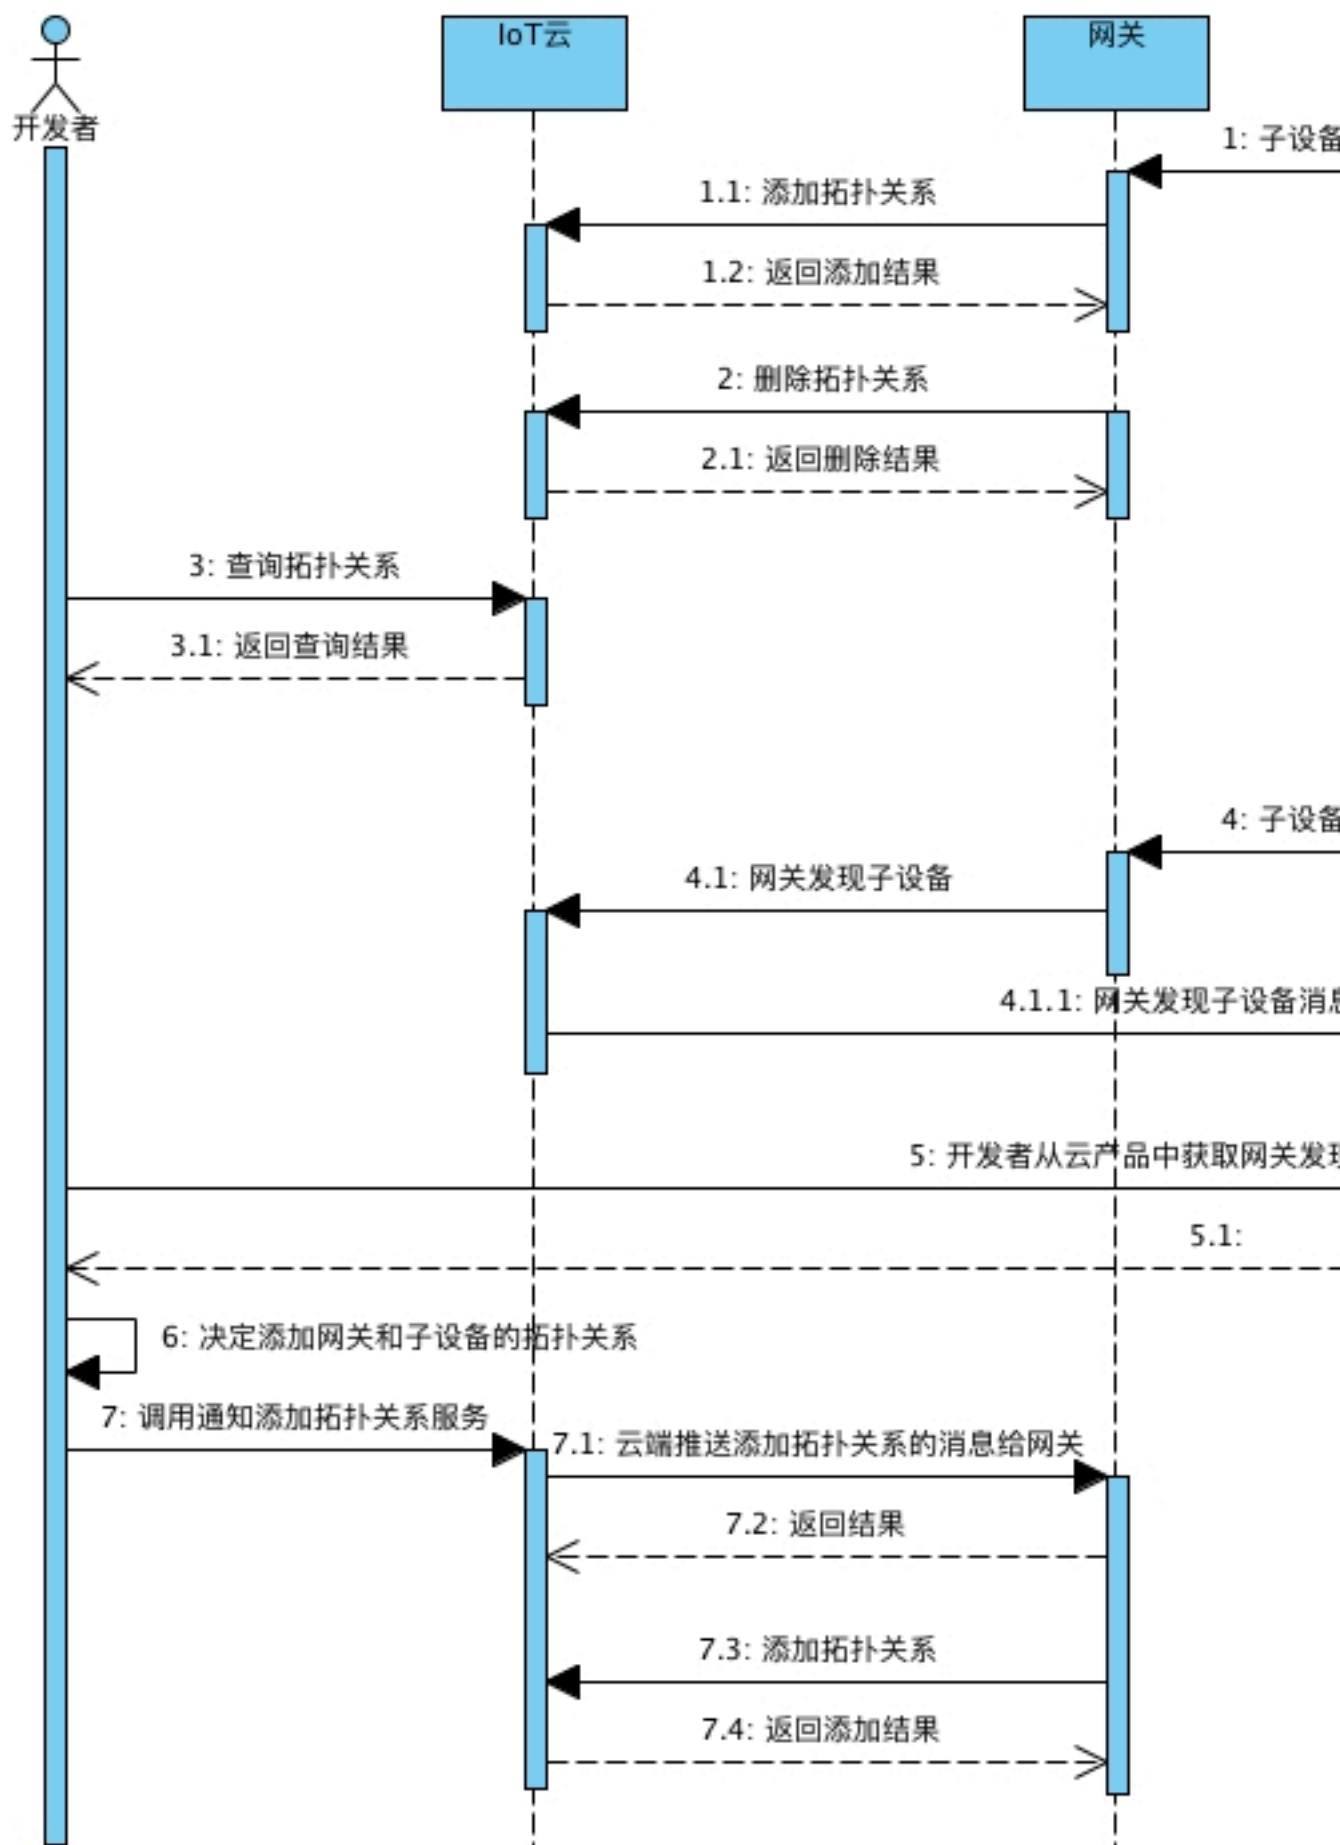 IoT云
网关
开发者
1: 子设备
1.1: 添加拓扑关系
1.2: 返回添加结果
2: 删除拓扑关系
2.1: 返回删除结果
3: 查询拓扑关系
3.1: 返回查询结果
4: 子设备
4.1: 网关发现子设备
4.1.1: 网关发现子设备消息
5: 开发者从云产品中获取网关发现
5.1:
6: 决定添加网关和子设备的拓扑关系
7: 调用通知添加拓扑关系服务
7.1: 云端推送添加拓扑关系的消息给网关
7.2: 返回结果
7.3: 添加拓扑关系
7.4: 返回添加结果